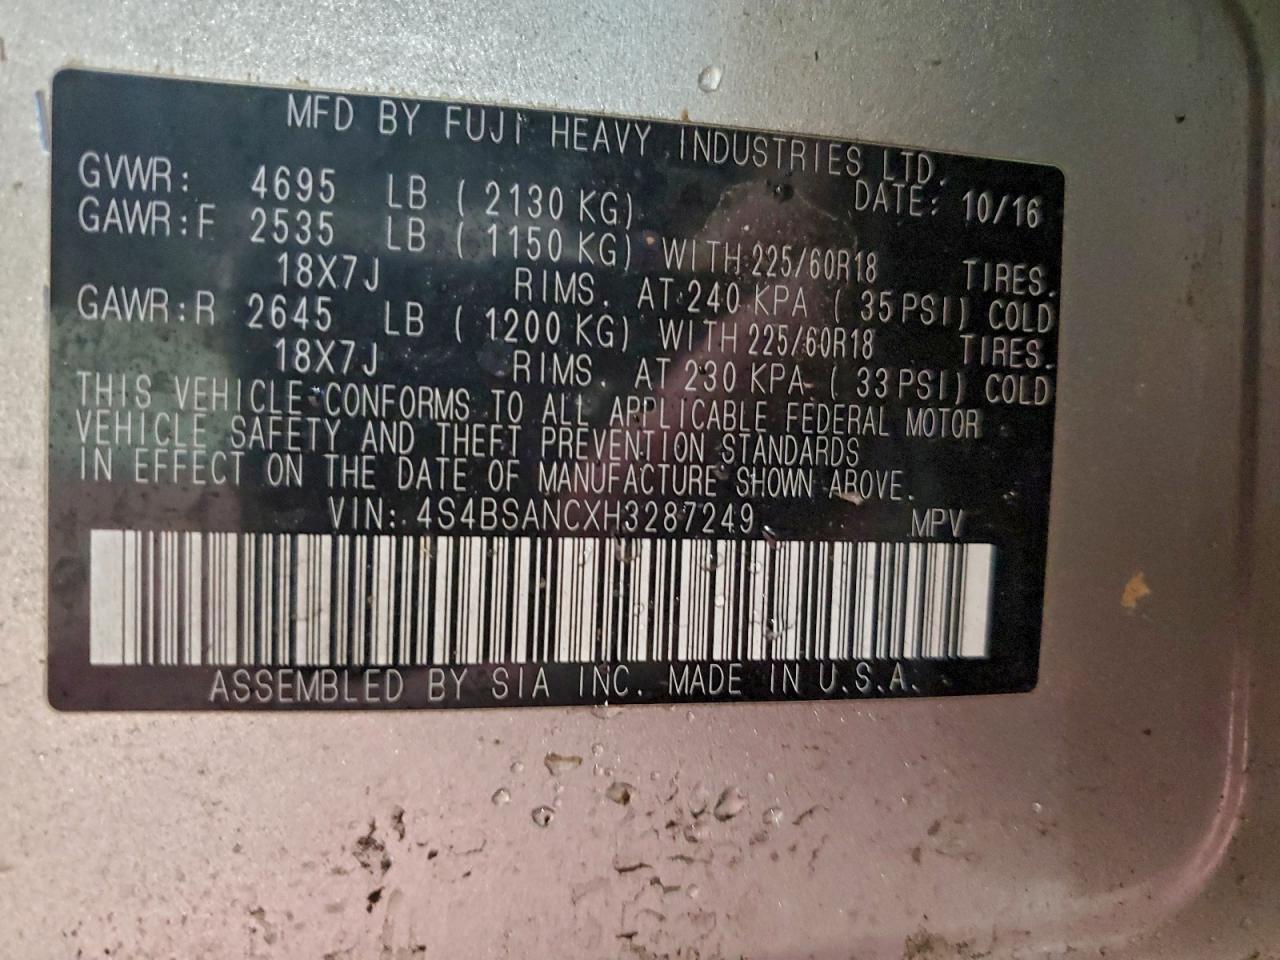 MFD BY FUJI HEAVY INDUSTRIES LTD.
GVWR: 4695 LB ( 2130 KG) DATE: 10/16
GAWR:F 2535 LB ( 1150 KG) WITH 225/60R18 TIRES.
18X7J RIMS. AT 240 KPA ( 35 PSI) COLD
GAWR:R 2645 LB ( 1200 KG) WITH 225/60R18 TIRES.
18X7J RIMS. AT 230 KPA ( 33 PSI) COLD
THIS VEHICLE CONFORMS TO ALL APPLICABLE FEDERAL MOTOR
VEHICLE SAFETY AND THEFT PREVENTION STANDARDS
IN EFFECT ON THE DATE OF MANUFACTURE SHOWN ABOVE.
VIN: 4S4BSANCXH3287249 MPV
ASSEMBLED BY SIA INC. MADE IN U.S.A.